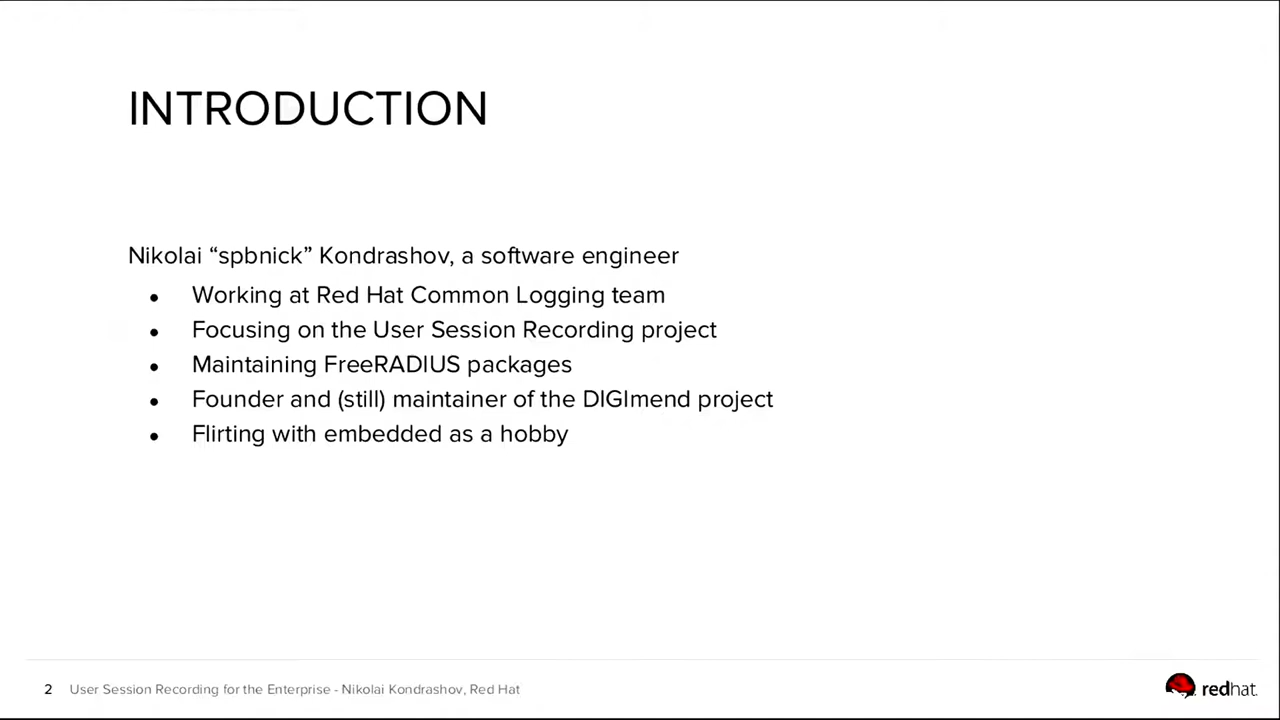 INTRODUCTION
Nikolai “spbnick” Kondrashov, a software engineer
● Working at Red Hat Common Logging team
● Focusing on the User Session Recording project
● Maintaining FreeRADIUS packages
● Founder and (still) maintainer of the DIGImend project
● Flirting with embedded as a hobby
2 User Session Recording for the Enterprise - Nikolai Kondrashov, Red Hat
redhat.